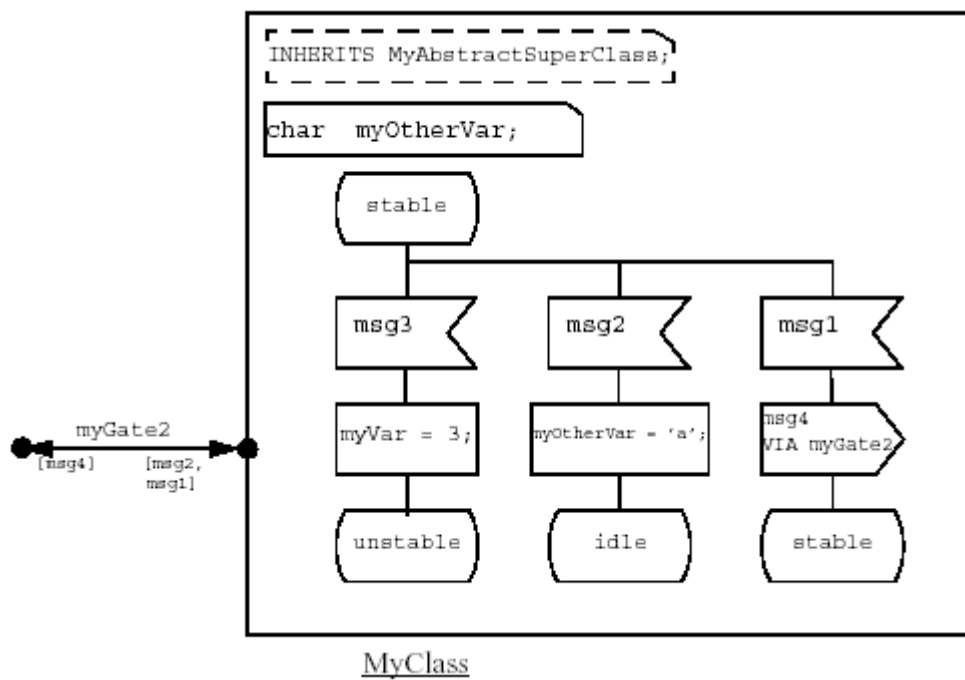 INHERITS MyAbstractSuperClass;
char myOtherVar;
stable
msg3
msg2
msg1
myVar = 3;
myOtherVar = 'a';
msg4
VIA myGate2
unstable
idle
stable
myGate2
[msg4]
[msg2,
msg1]
MyClass